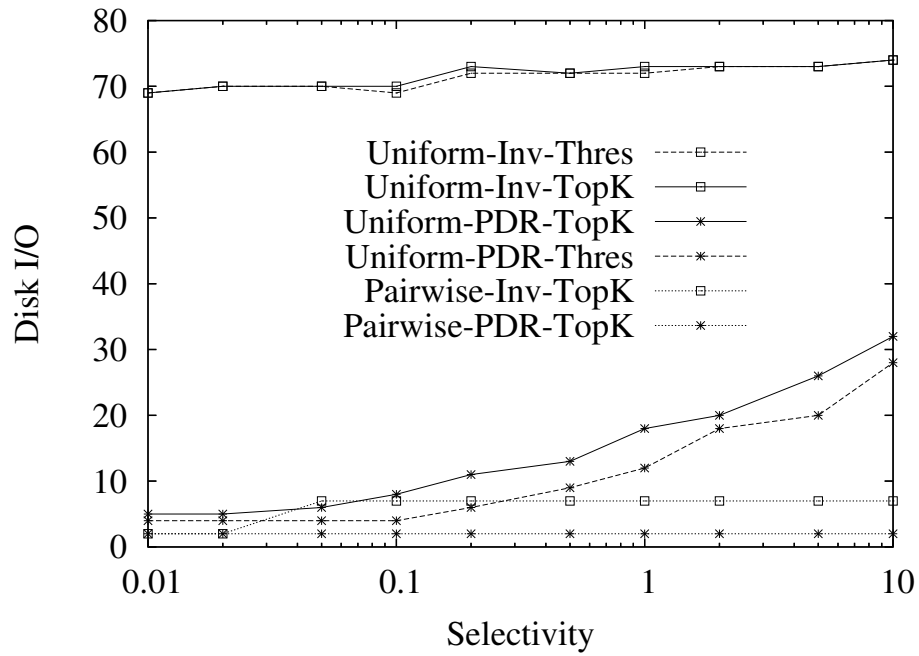 80
70
60
50
40
30
20
10
0
Disk I/O
Uniform-Inv-Thres
Uniform-Inv-TopK
Uniform-PDR-TopK
Uniform-PDR-Thres
Pairwise-Inv-TopK
Pairwise-PDR-TopK
0.01 0.1 1 10
Selectivity